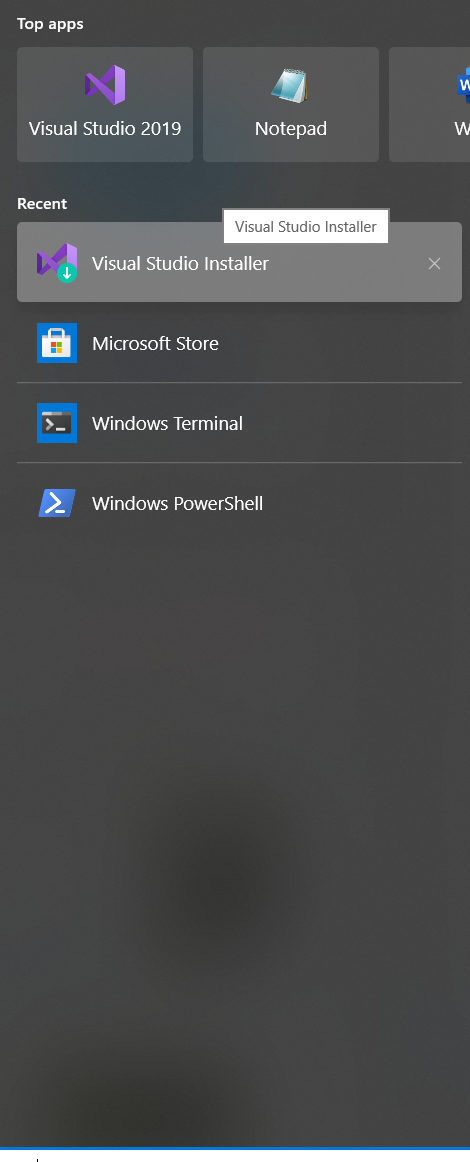 Top apps
Visual Studio 2019
Notepad
W
Recent
Visual Studio Installer
Visual Studio Installer
Microsoft Store
Windows Terminal
Windows PowerShell